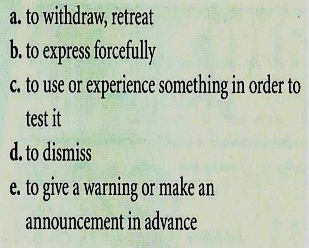 a. to withdraw, retreat
b. to express forcefully
c. to use or experience something in order to
test it
d. to dismiss
e. to give a warning or make an
announcement in advance